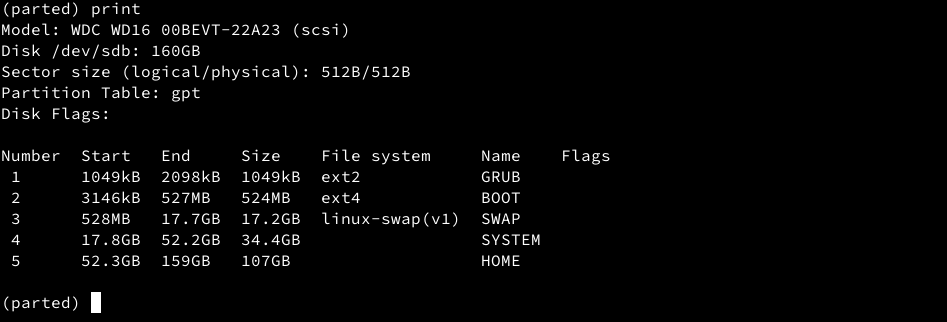 (parted) print
Model: WDC WD16 00BEVT-22A23 (scsi)
Disk /dev/sdb: 160GB
Sector size (logical/physical): 512B/512B
Partition Table: gpt
Disk Flags:
Number  Start   End     Size    File system     Name    Flags
 1      1049kB  2098kB  1049kB  ext2            GRUB
 2      3146kB  527MB   524MB   ext4            BOOT
 3      528MB   17.7GB  17.2GB  linux-swap(v1)  SWAP
 4      17.8GB  52.2GB  34.4GB                  SYSTEM
 5      52.3GB  159GB   107GB                   HOME
(parted)